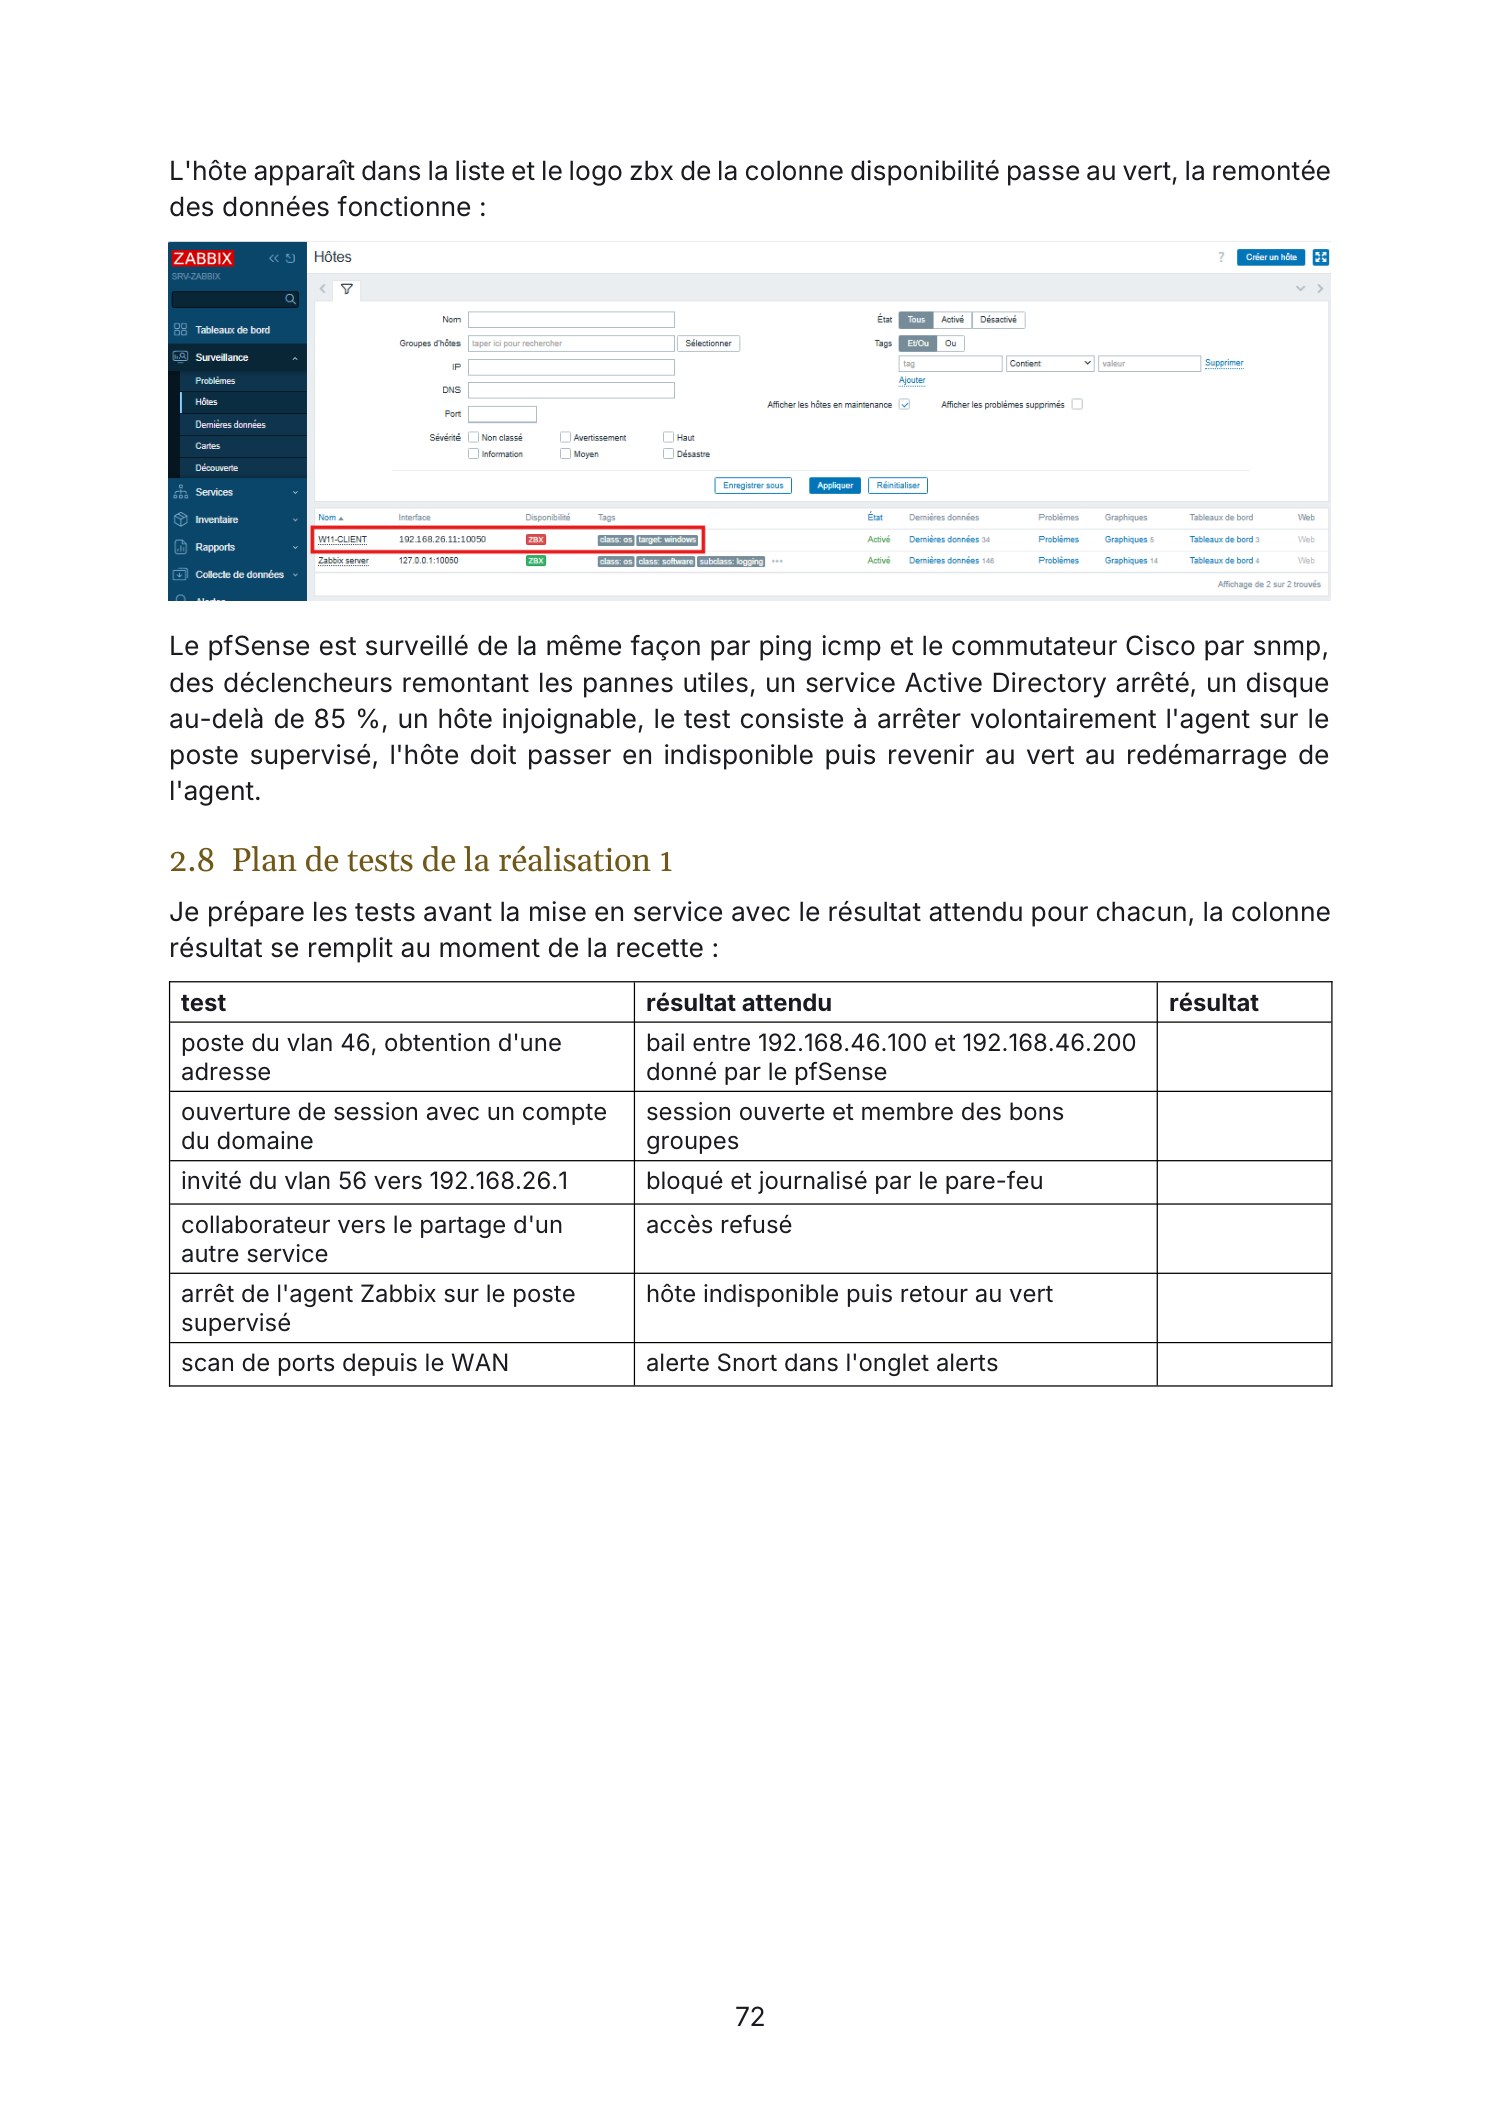 L'hôte apparaît dans la liste et le logo zbx de la colonne disponibilité passe au vert, la remontée
des données fonctionne :
ZABBIX
SRV-ZABBIX
Tableaux de bord
Surveillance
Problèmes
Hôtes
Dernières données
Cartes
Découverte
Services
Inventaire
Rapports
Collecte de données
Hôtes
? Créer un hôte
Nom
Groupes d'hôtes taper ici pour rechercher Sélectionner
IP
DNS
Port
Sévérité Non classé Avertissement Haut
Information Moyen Désastre
État Tous Activé Désactivé
Tags Et/Ou Ou
tag Contient valeur Supprimer
Ajouter
Afficher les hôtes en maintenance Afficher les problèmes supprimés
Enregistrer sous Appliquer Réinitialiser
Nom Interface Disponibilité Tags État Dernières données Problèmes Graphiques Tableaux de bord Web
W11-CLIENT 192.168.26.11:10050 ZBX class: os target: windows Activé Dernières données 34 Problèmes Graphiques 5 Tableaux de bord 3 Web
Zabbix server 127.0.0.1:10050 ZBX class: os class: software subclass: logging ··· Activé Dernières données 146 Problèmes Graphiques 14 Tableaux de bord 4 Web
Affichage de 2 sur 2 trouvés
Le pfSense est surveillé de la même façon par ping icmp et le commutateur Cisco par snmp,
des déclencheurs remontant les pannes utiles, un service Active Directory arrêté, un disque
au-delà de 85 %, un hôte injoignable, le test consiste à arrêter volontairement l'agent sur le
poste supervisé, l'hôte doit passer en indisponible puis revenir au vert au redémarrage de
l'agent.
2.8 Plan de tests de la réalisation 1
Je prépare les tests avant la mise en service avec le résultat attendu pour chacun, la colonne
résultat se remplit au moment de la recette :
test résultat attendu résultat
poste du vlan 46, obtention d'une
adresse
bail entre 192.168.46.100 et 192.168.46.200
donné par le pfSense
ouverture de session avec un compte
du domaine
session ouverte et membre des bons
groupes
invité du vlan 56 vers 192.168.26.1
bloqué et journalisé par le pare-feu
collaborateur vers le partage d'un
autre service
accès refusé
arrêt de l'agent Zabbix sur le poste
supervisé
hôte indisponible puis retour au vert
scan de ports depuis le WAN
alerte Snort dans l'onglet alerts
72